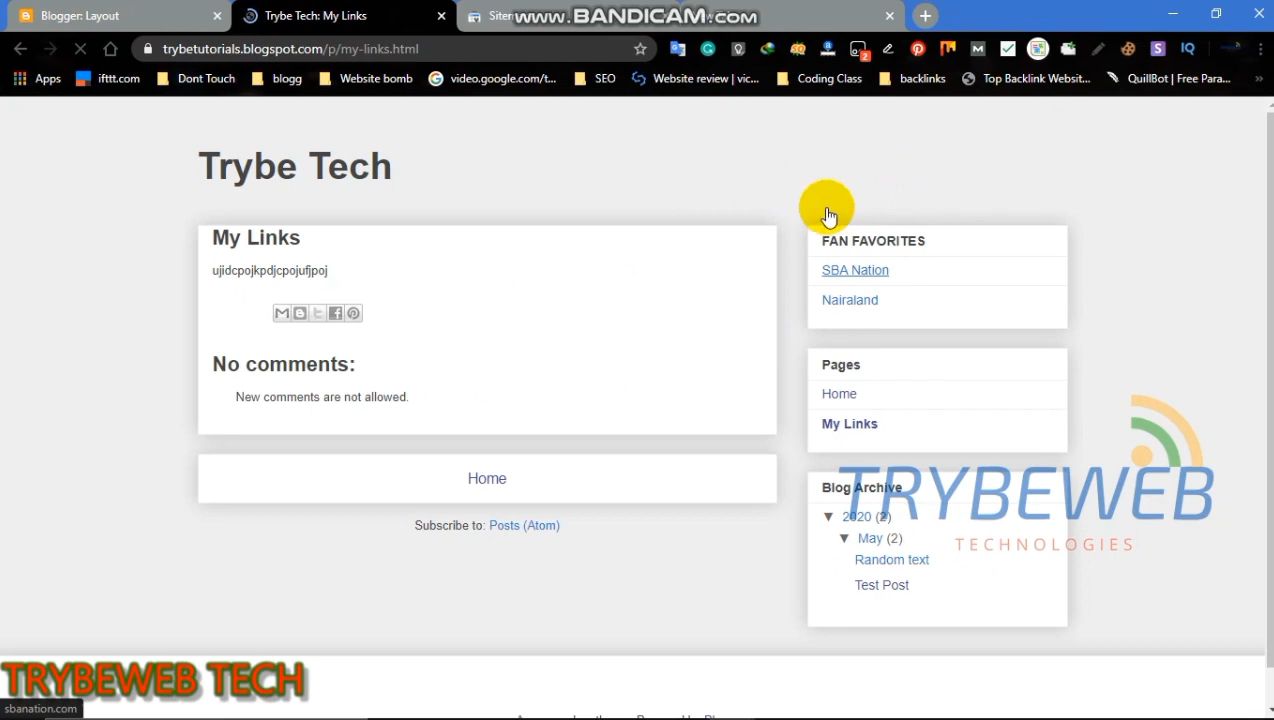 Blogger: Layout
Trybe Tech: My Links
Sitem
www.BANDICAM.com
trybetutorials.blogspot.com/p/my-links.html
2
IQ
Apps
ifttt.com
Dont Touch
blogg
Website bomb
video.google.com/t...
SEO
Website review | vic...
Coding Class
backlinks
Top Backlink Websit...
QuillBot | Free Para...
»
Trybe Tech
My Links
ujidcpojkpdjcpojufjpoj
No comments:
New comments are not allowed.
Home
Subscribe to: Posts (Atom)
FAN FAVORITES
SBA Nation
Nairaland
Pages
Home
My Links
Blog Archive
▼ 2020 (2)
▼ May (2)
Random text
Test Post
TRYBEWEB
TECHNOLOGIES
TRYBEWEB TECH
sbanation.com